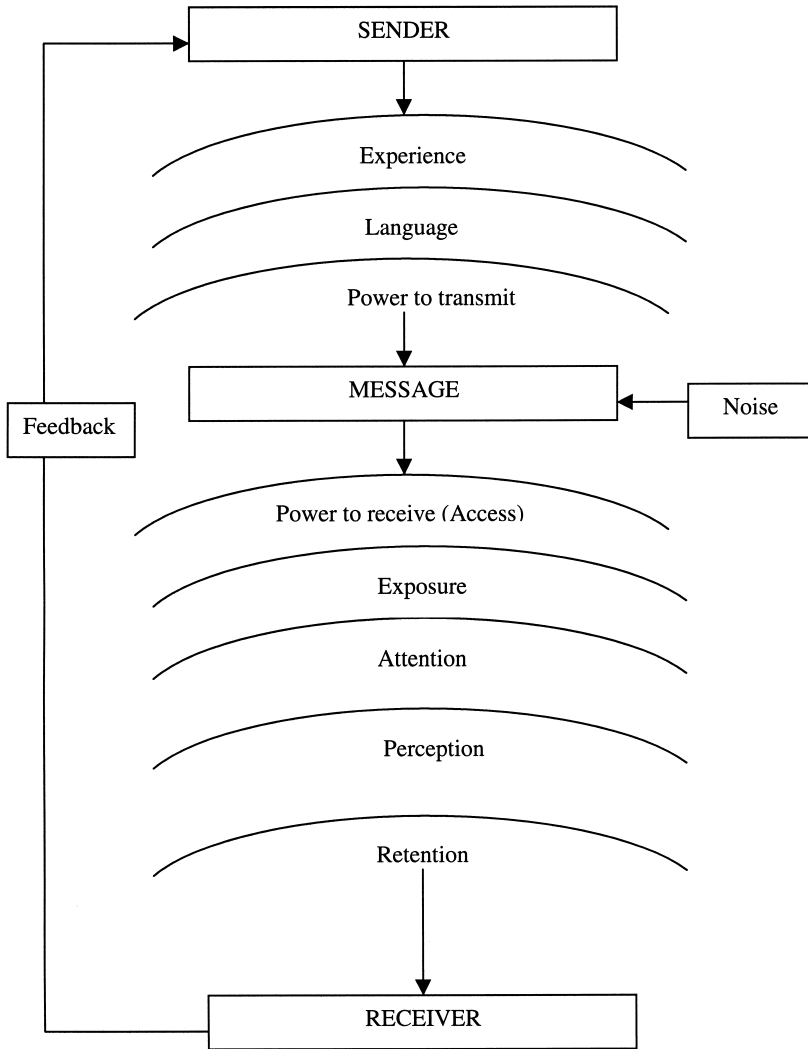 SENDER
Experience
Language
Power to transmit
MESSAGE
Noise
Feedback
Power to receive (Access)
Exposure
Attention
Perception
Retention
RECEIVER